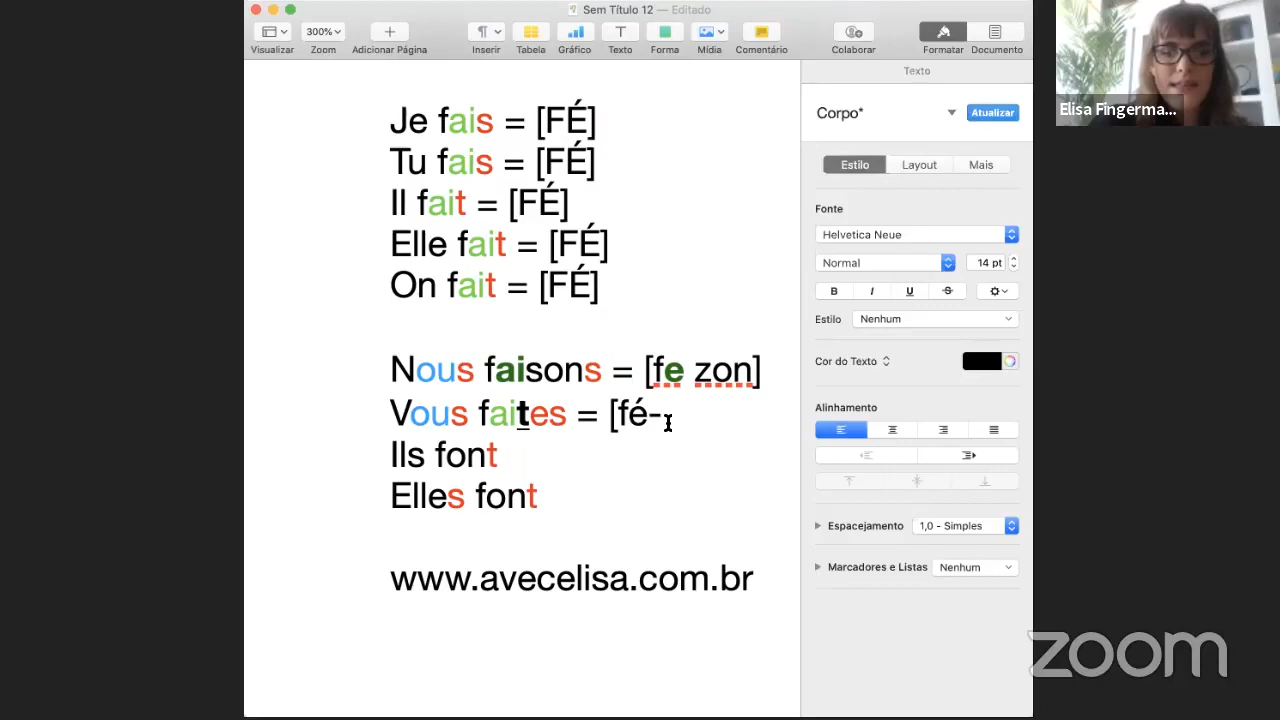 Sem Título 12 — Editado
Visualizar
300%
Zoom
Adicionar Página
Inserir
Tabela
Gráfico
Texto
Forma
Mídia
Comentário
Colaborar
Formatar
Documento
Je fais = [FÉ]
Tu fais = [FÉ]
Il fait = [FÉ]
Elle fait = [FÉ]
On fait = [FÉ]
Nous faisons = [fe zon]
Vous faites = [fé-
Ils font
Elles font
www.avecelisa.com.br
Texto
Corpo*
Atualizar
Estilo Layout Mais
Fonte
Helvetica Neue
Normal 14 pt
B I U S
Estilo Nenhum
Cor do Texto
Alinhamento
Espacejamento 1,0 - Simples
Marcadores e Listas Nenhum
Elisa Fingerma...
zoom